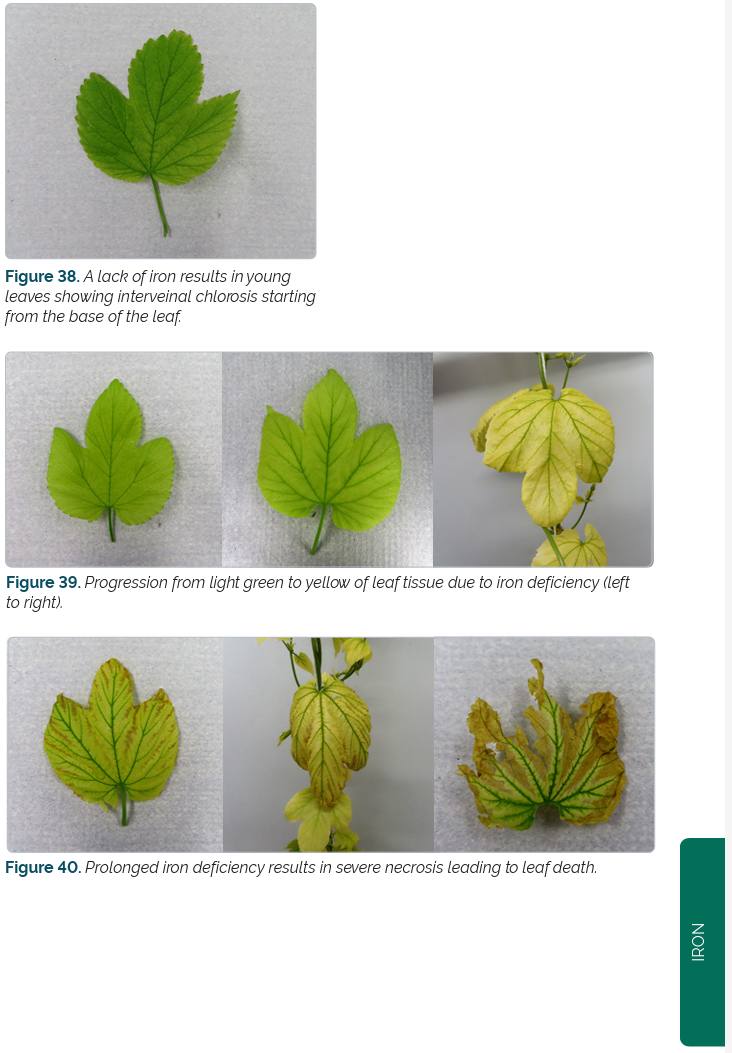 Figure 38. A lack of iron results in young
leaves showing interveinal chlorosis starting
from the base of the leaf.
Figure 39. Progression from light green to yellow of leaf tissue due to iron deficiency (left
to right).
Figure 40. Prolonged iron deficiency results in severe necrosis leading to leaf death.
IRON